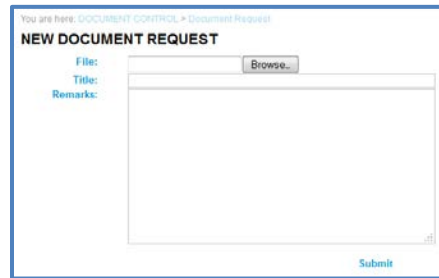 You are here: DOCUMENT CONTROL > Document Request
NEW DOCUMENT REQUEST
File: Browse..
Title:
Remarks:
Submit